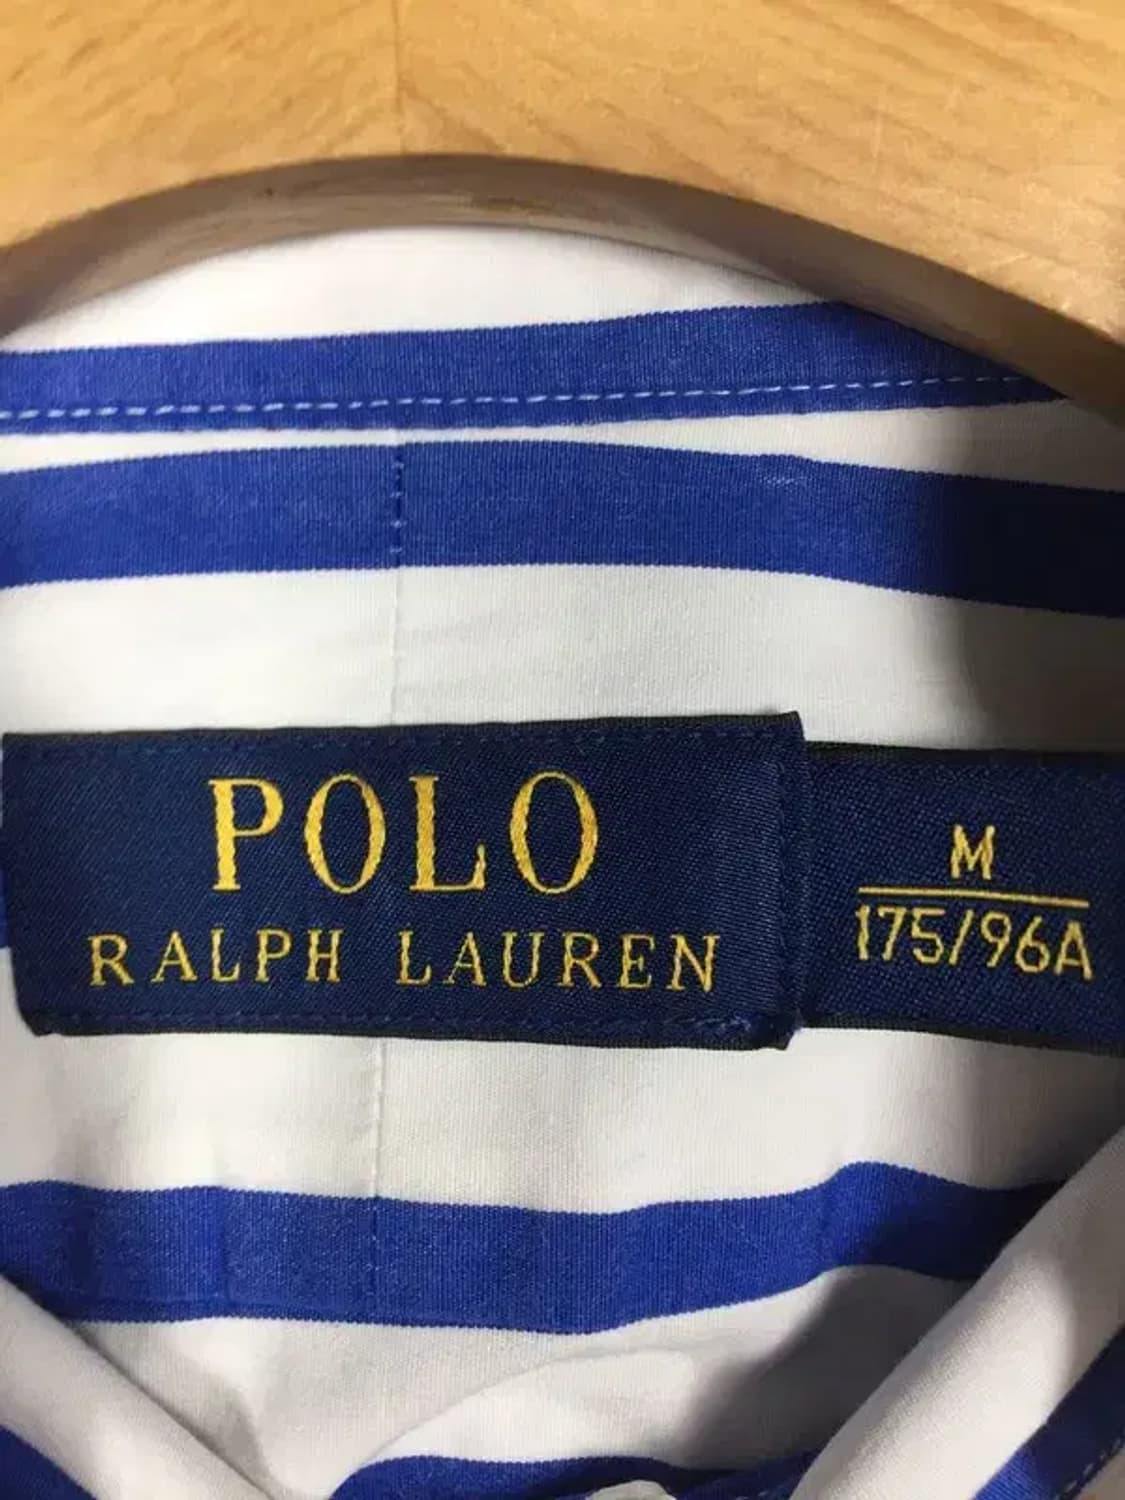 POLO
RALPH LAUREN
M
175/96A